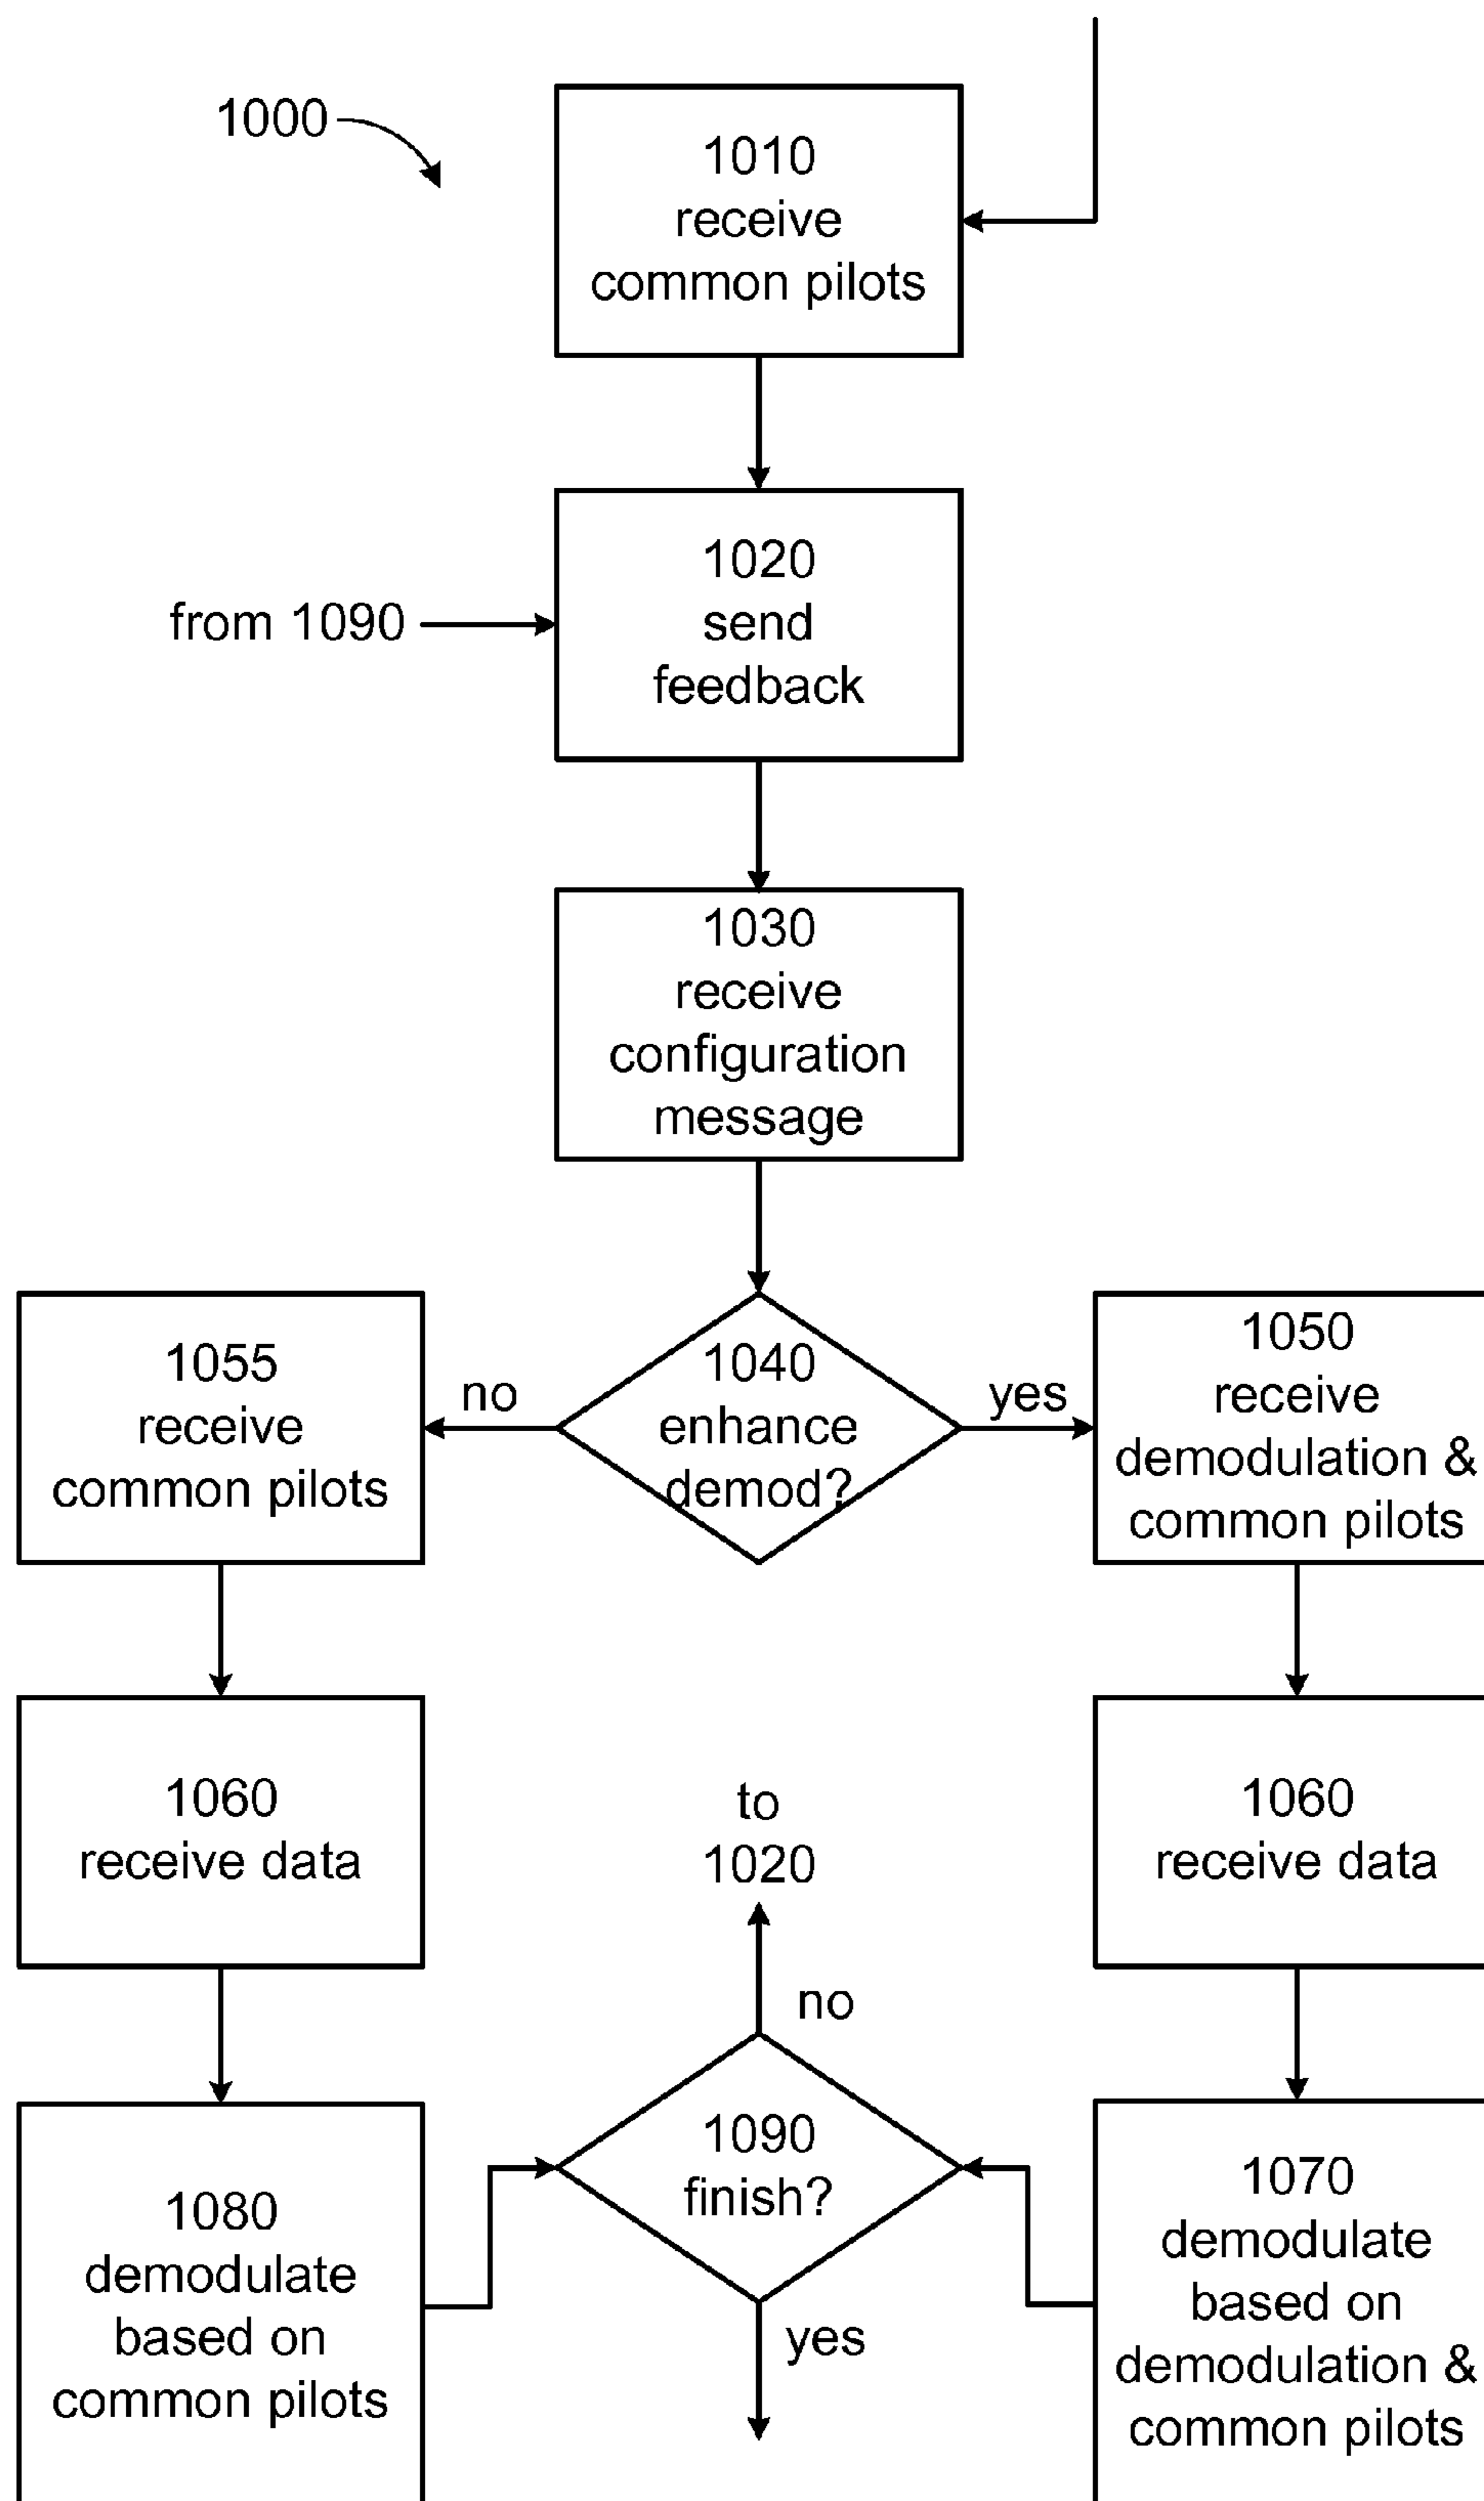 1000
1010
receive
common pilots
1020
send
feedback
from 1090
1030
receive
configuration
message
1055
receive
common pilots
no
1040
enhance
demod?
yes
1050
receive
demodulation &
common pilots
1060
receive data
to
1020
1060
receive data
no
1080
demodulate
based on
common pilots
1090
finish?
yes
1070
demodulate
based on
demodulation &
common pilots